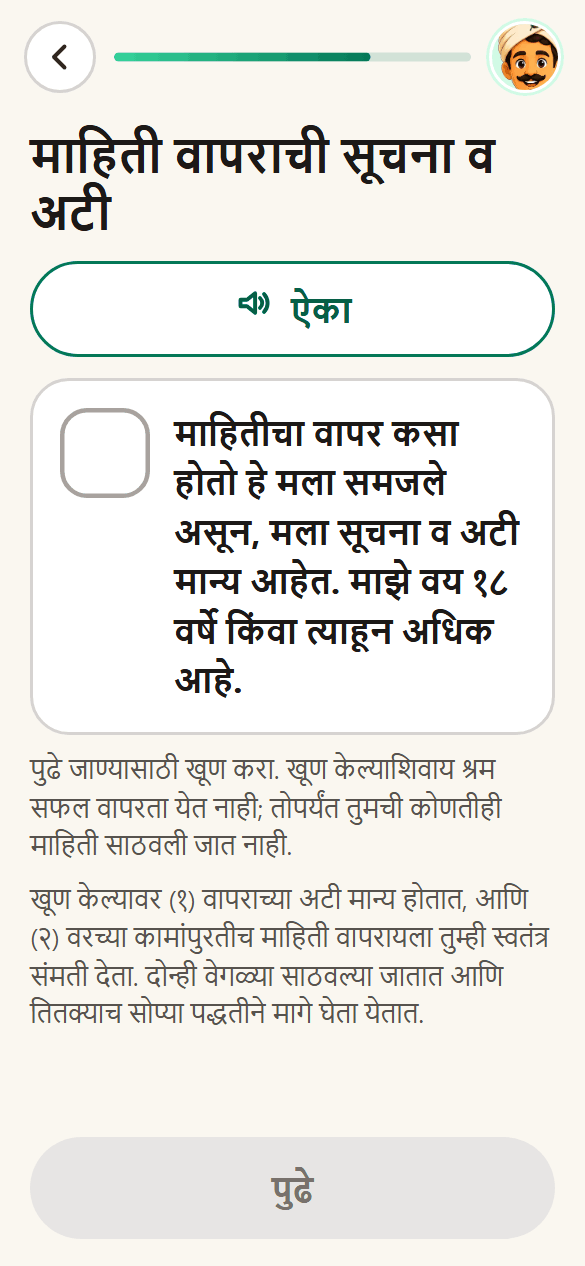 माहिती वापराची सूचना व
अटी
ऐका
माहितीचा वापर कसा
होतो हे मला समजले
असून, मला सूचना व अटी
मान्य आहेत. माझे वय १८
वर्षे किंवा त्याहून अधिक
आहे.
पुढे जाण्यासाठी खूण करा. खूण केल्याशिवाय श्रम
सफल वापरता येत नाही; तोपर्यंत तुमची कोणतीही
माहिती साठवली जात नाही.
खूण केल्यावर (१) वापराच्या अटी मान्य होतात, आणि
(२) वरच्या कामांपुरतीच माहिती वापरायला तुम्ही स्वतंत्र
संमती देता. दोन्ही वेगळ्या साठवल्या जातात आणि
तितक्याच सोप्या पद्धतीने मागे घेता येतात.
पुढे